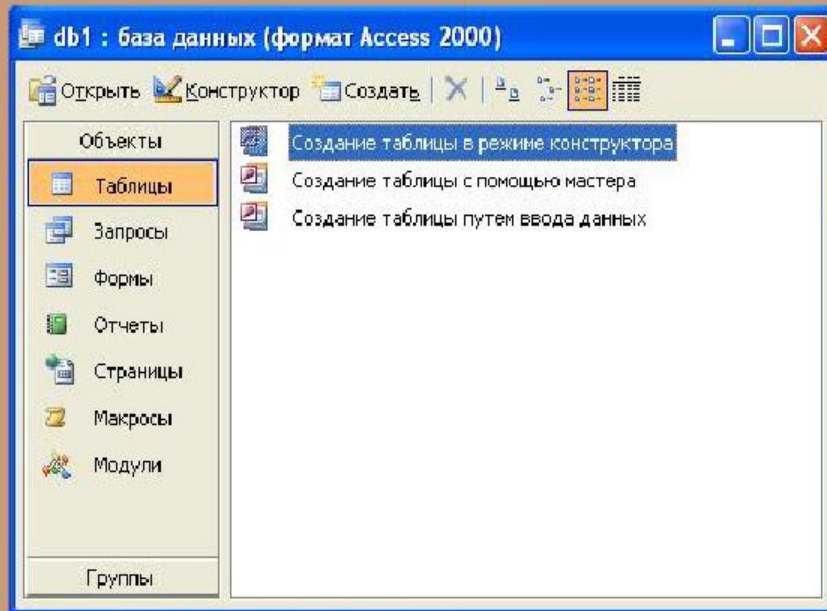 db1 : база данных (формат Access 2000)
Открыть Конструктор Создать
Объекты
Таблицы
Запросы
Формы
Отчеты
Страницы
Макросы
Модули
Группы
Создание таблицы в режиме конструктора
Создание таблицы с помощью мастера
Создание таблицы путем ввода данных